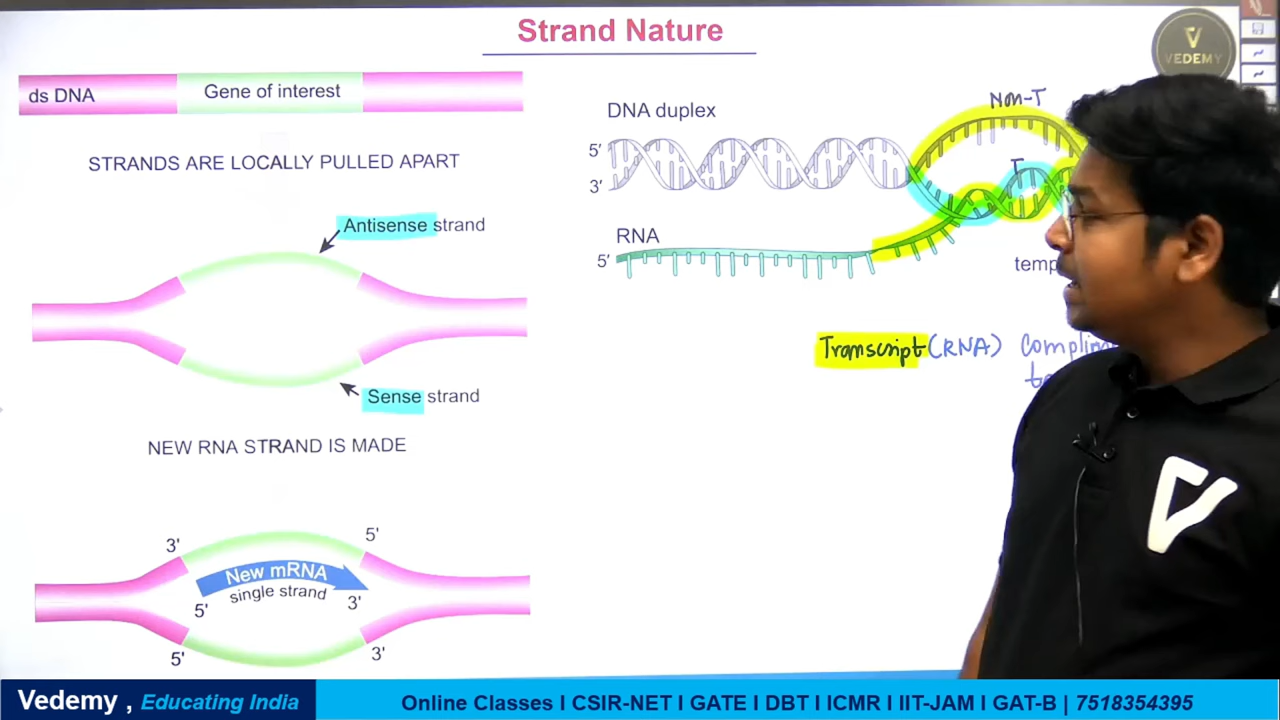 Strand Nature
VEDEMY
ds DNA
Gene of interest
STRANDS ARE LOCALLY PULLED APART
Antisense strand
Sense strand
NEW RNA STRAND IS MADE
3'
5'
New mRNA
single strand
5'
3'
5'
3'
DNA duplex
Non-T
5'
3'
T
RNA
5'
Transcript (RNA)
Vedemy , Educating India
Online Classes I CSIR-NET I GATE I DBT I ICMR I IIT-JAM I GAT-B | 7518354395